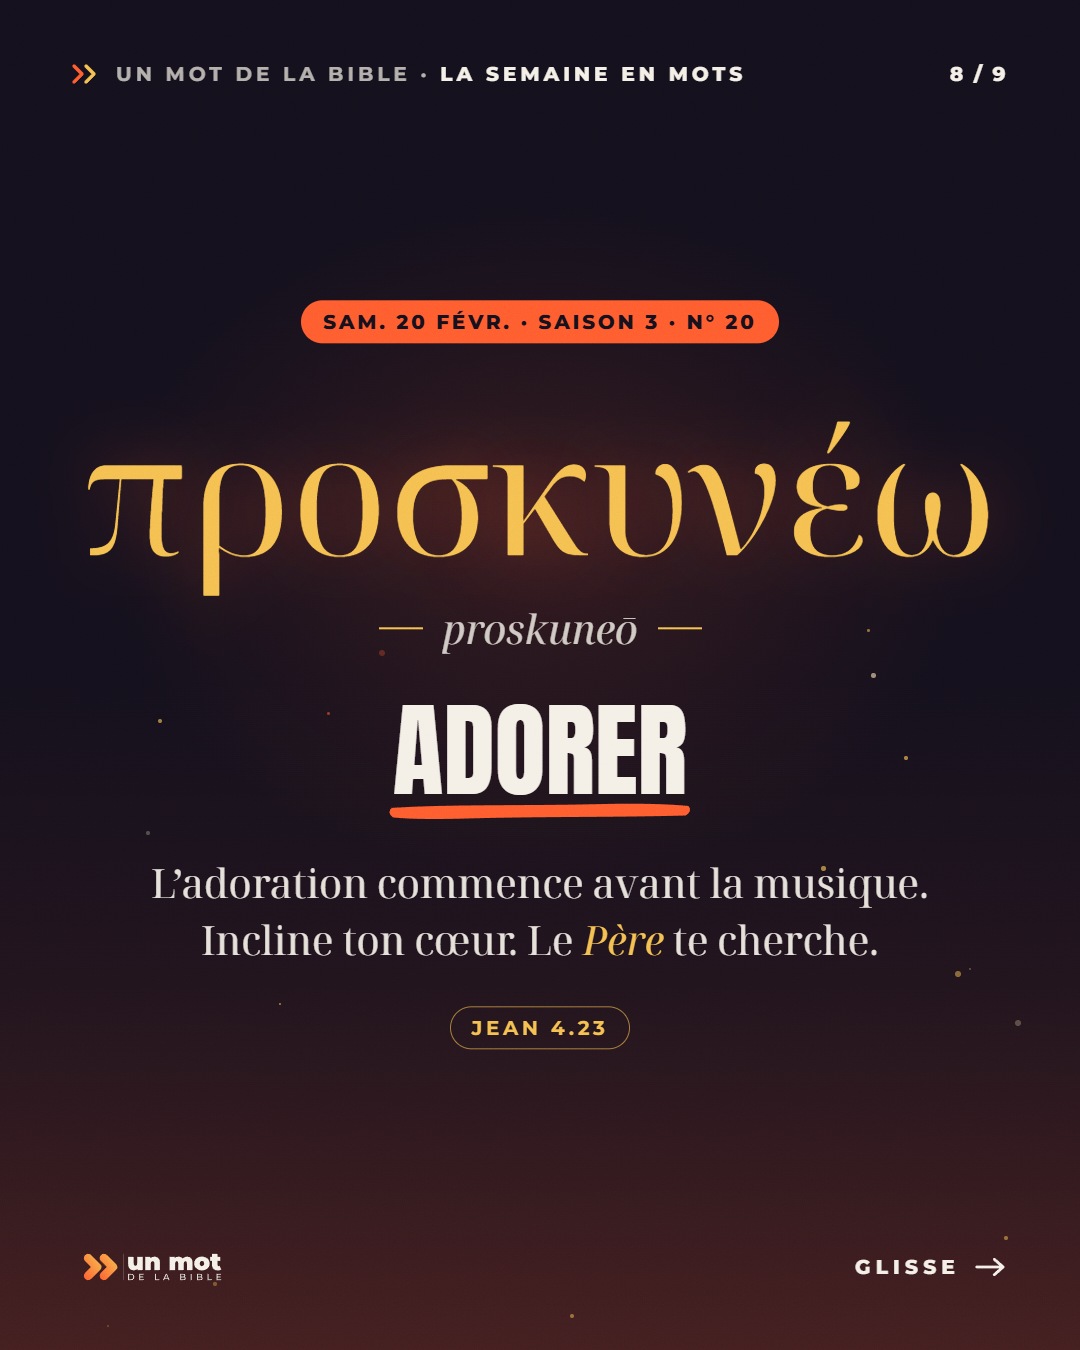 UN MOT DE LA BIBLE · LA SEMAINE EN MOTS
8 / 9
SAM. 20 FÉVR. · SAISON 3 · N° 20
προσκυνέω
proskuneō
ADORER
L’adoration commence avant la musique.
Incline ton cœur. Le Père te cherche.
JEAN 4.23
un mot
DE LA BIBLE
GLISSE →